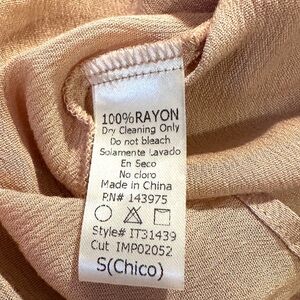 100%RAYON
Dry Cleaning Only
Do not bleach
Solamente Lavado
En Seco
No cloro
Made in China
RN# 143975
Style# IT31439
Cut IMP02052
S(Chico)